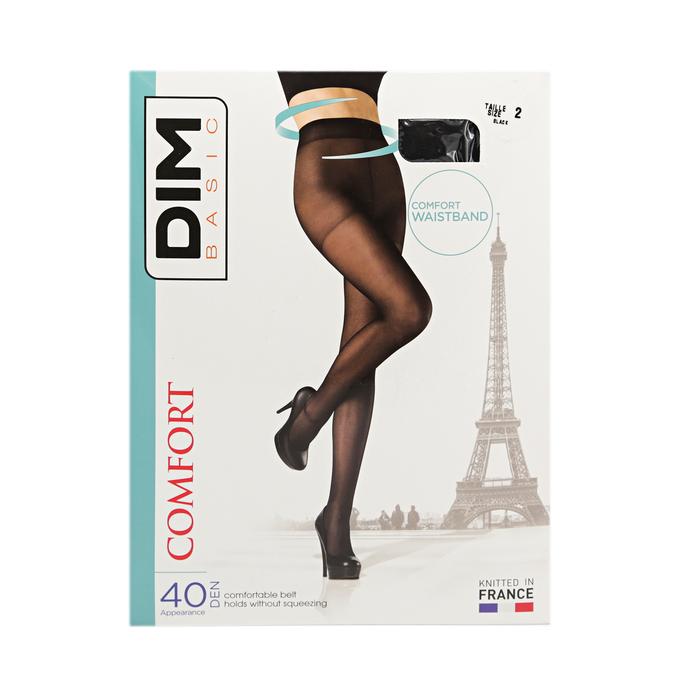 DIM
BASIC
TAILLE
SIZE 2
BLACK
COMFORT
WAISTBAND
COMFORT
40 DEN
Appearance
comfortable belt
holds without squeezing
KNITTED IN
FRANCE